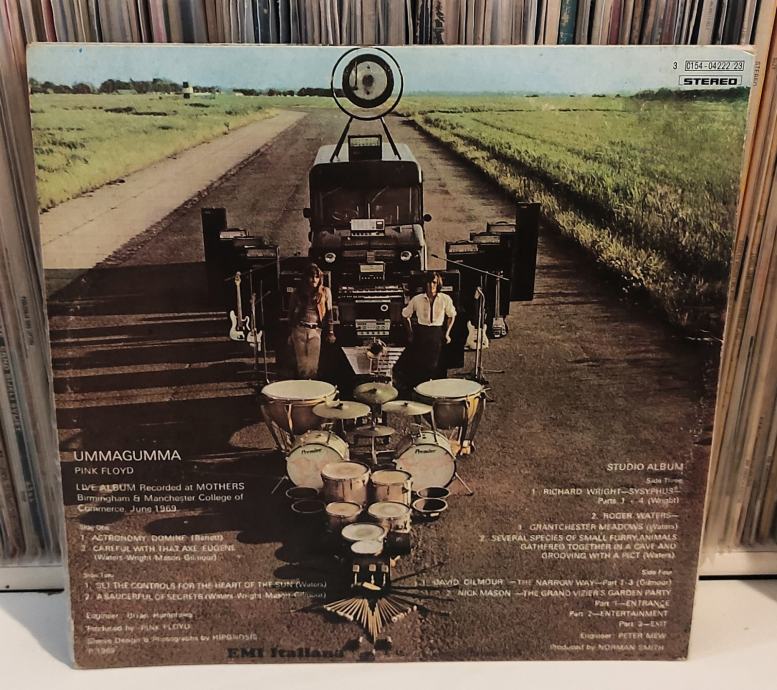 3 C154-04222 23
STEREO
UMMAGUMMA
PINK FLOYD
LIVE ALBUM Recorded at MOTHERS
Birmingham & Manchester College of
Commerce, June 1969
Side One
1. ASTRONOMY DOMINE (Barrett)
2. CAREFUL WITH THAT AXE, EUGENE
(Waters-Wright-Mason-Gilmour)
Side Two
1. SET THE CONTROLS FOR THE HEART OF THE SUN (Waters)
2. A SAUCERFUL OF SECRETS (Waters-Wright-Mason-Gilmour)
Engineer: Brian Humphries
Produced by PINK FLOYD
Sleeve Design & Photographs by HIPGNOSIS
P 1969
Premier
Premier
STUDIO ALBUM
Side Three
1. RICHARD WRIGHT—SYSYPHUS
Parts 1 - 4 (Wright)
2. ROGER WATERS—
1. GRANTCHESTER MEADOWS (Waters)
2. SEVERAL SPECIES OF SMALL FURRY ANIMALS
GATHERED TOGETHER IN A CAVE AND
GROOVING WITH A PICT (Waters)
Side Four
1. DAVID GILMOUR—THE NARROW WAY—Part 1-3 (Gilmour)
2. NICK MASON—THE GRAND VIZIER'S GARDEN PARTY
Part 1—ENTRANCE
Part 2—ENTERTAINMENT
Part 3—EXIT
Engineer: PETER MEW
Produced by NORMAN SMITH
EMI Italiana